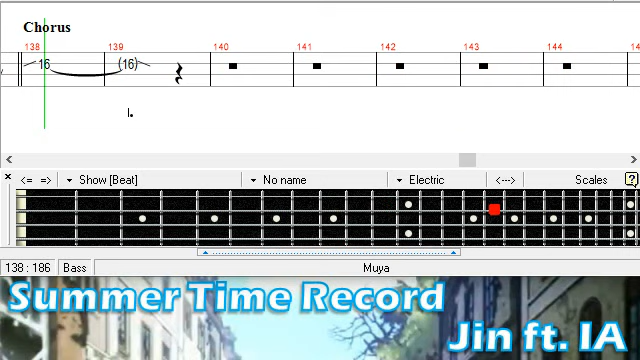 Chorus
138 139 140 141 142 143 144
16 (16)
<= => Show [Beat] No name Electric <---> Scales ?
138 : 186 Bass Muya
Summer Time Record
Jin ft. IA